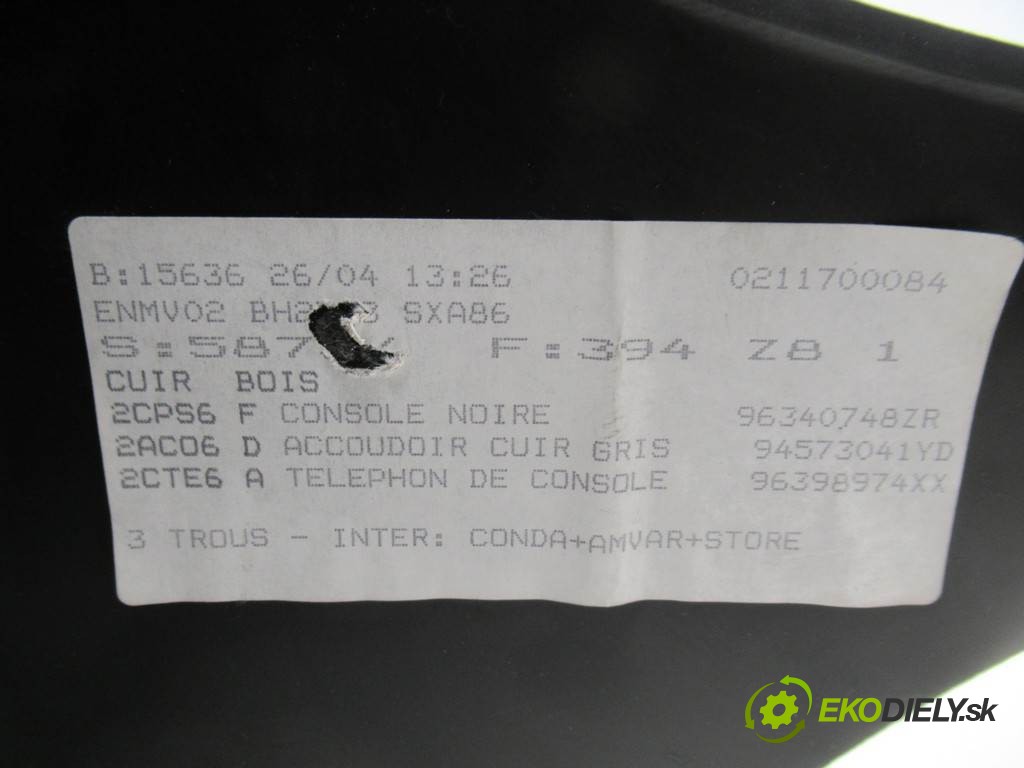 B:15636 26/04 13:26 0211700084
ENMV02 SXA86
F:394 Z8 1
CUIR BOIS
2CPS6 F CONSOLE NOIRE 96340748ZR
2AC06 D ACCOUDOIR CUIR GRIS 94573041YD
2CTE6 A TELEPHON DE CONSOLE 96398974XX
3 TROUS - INTER: CONDA+AMVAR+STORE
EKODIELY.sk